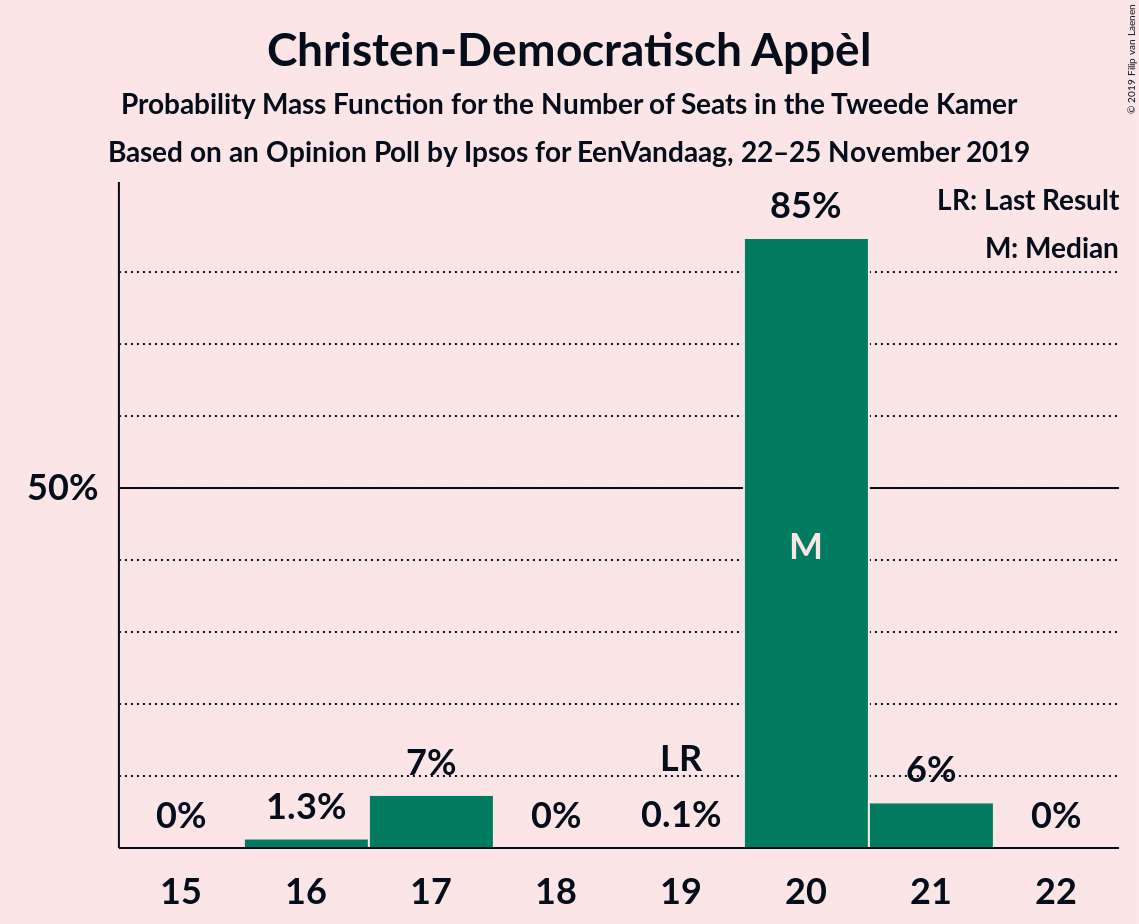 Christen-Democratisch Appèl
Probability Mass Function for the Number of Seats in the Tweede Kamer
Based on an Opinion Poll by Ipsos for EenVandaag, 22–25 November 2019
© 2019 Filip van Laenen
LR: Last Result
M: Median
85%
50%
M
7%
LR
6%
0%
1.3%
0%
0.1%
0%
15 16 17 18 19 20 21 22